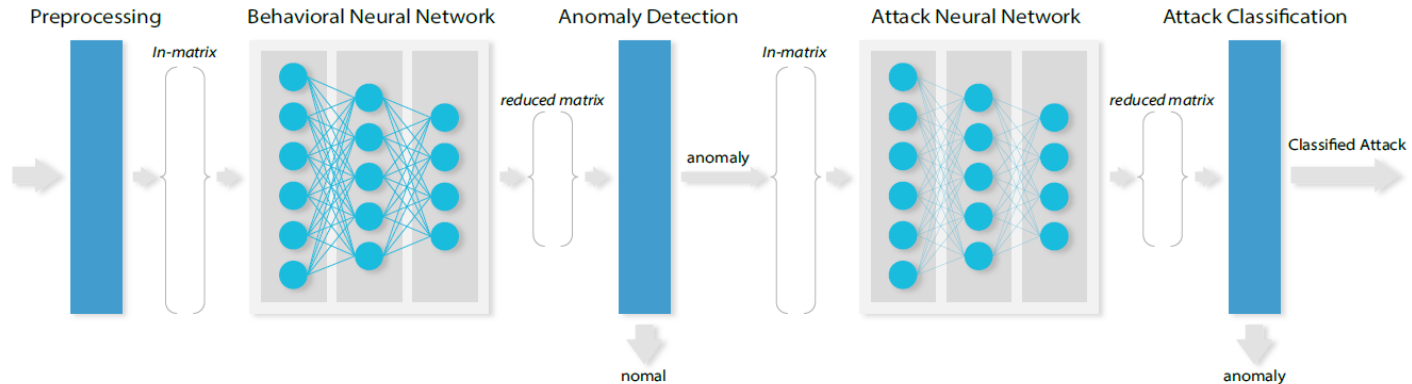 Preprocessing
Behavioral Neural Network
Anomaly Detection
Attack Neural Network
Attack Classification
In-matrix
reduced matrix
anomaly
In-matrix
reduced matrix
Classified Attack
nomal
anomaly